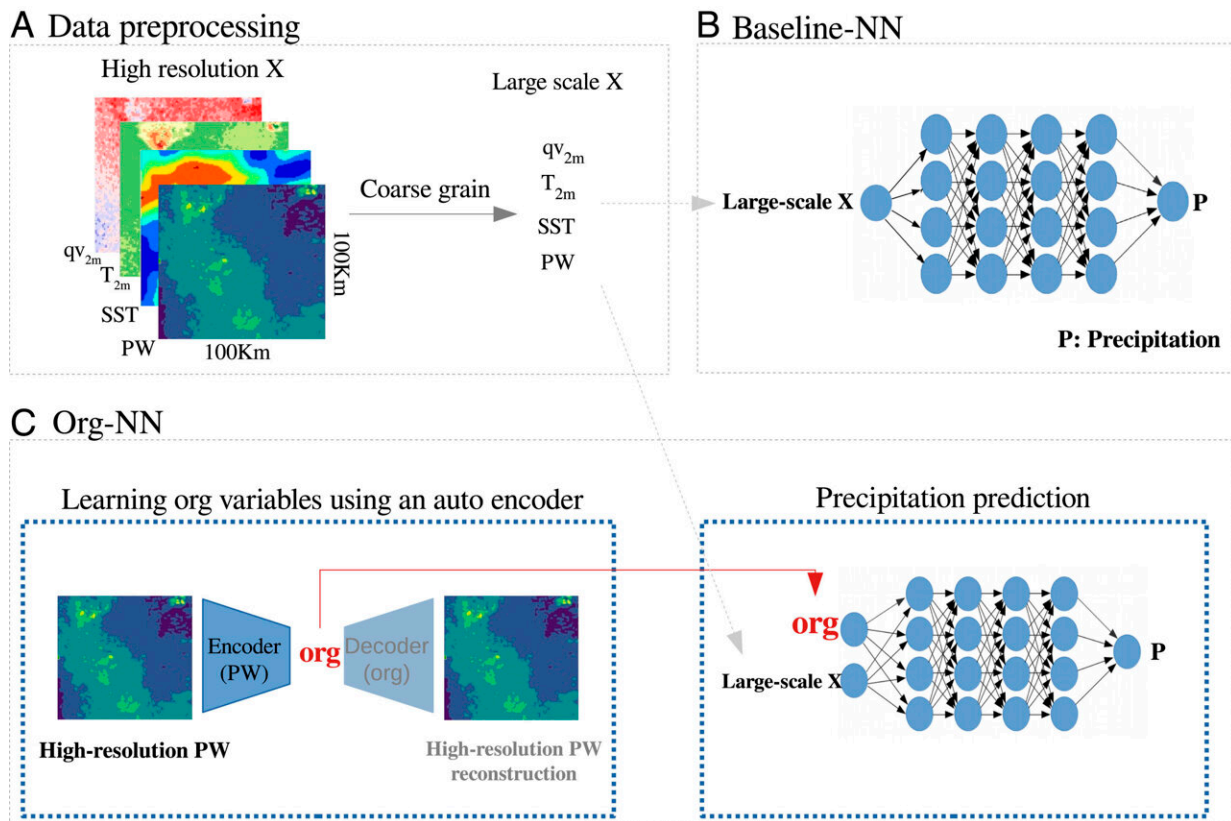 A Data preprocessing
High resolution X
qv2m
T2m
SST
PW
100Km
100Km
Coarse grain
Large scale X
qv2m
T2m
SST
PW
B Baseline-NN
Large-scale X
P
P: Precipitation
C Org-NN
Learning org variables using an auto encoder
Encoder
(PW)
org
Decoder
(org)
High-resolution PW
High-resolution PW
reconstruction
Precipitation prediction
org
Large-scale X
P